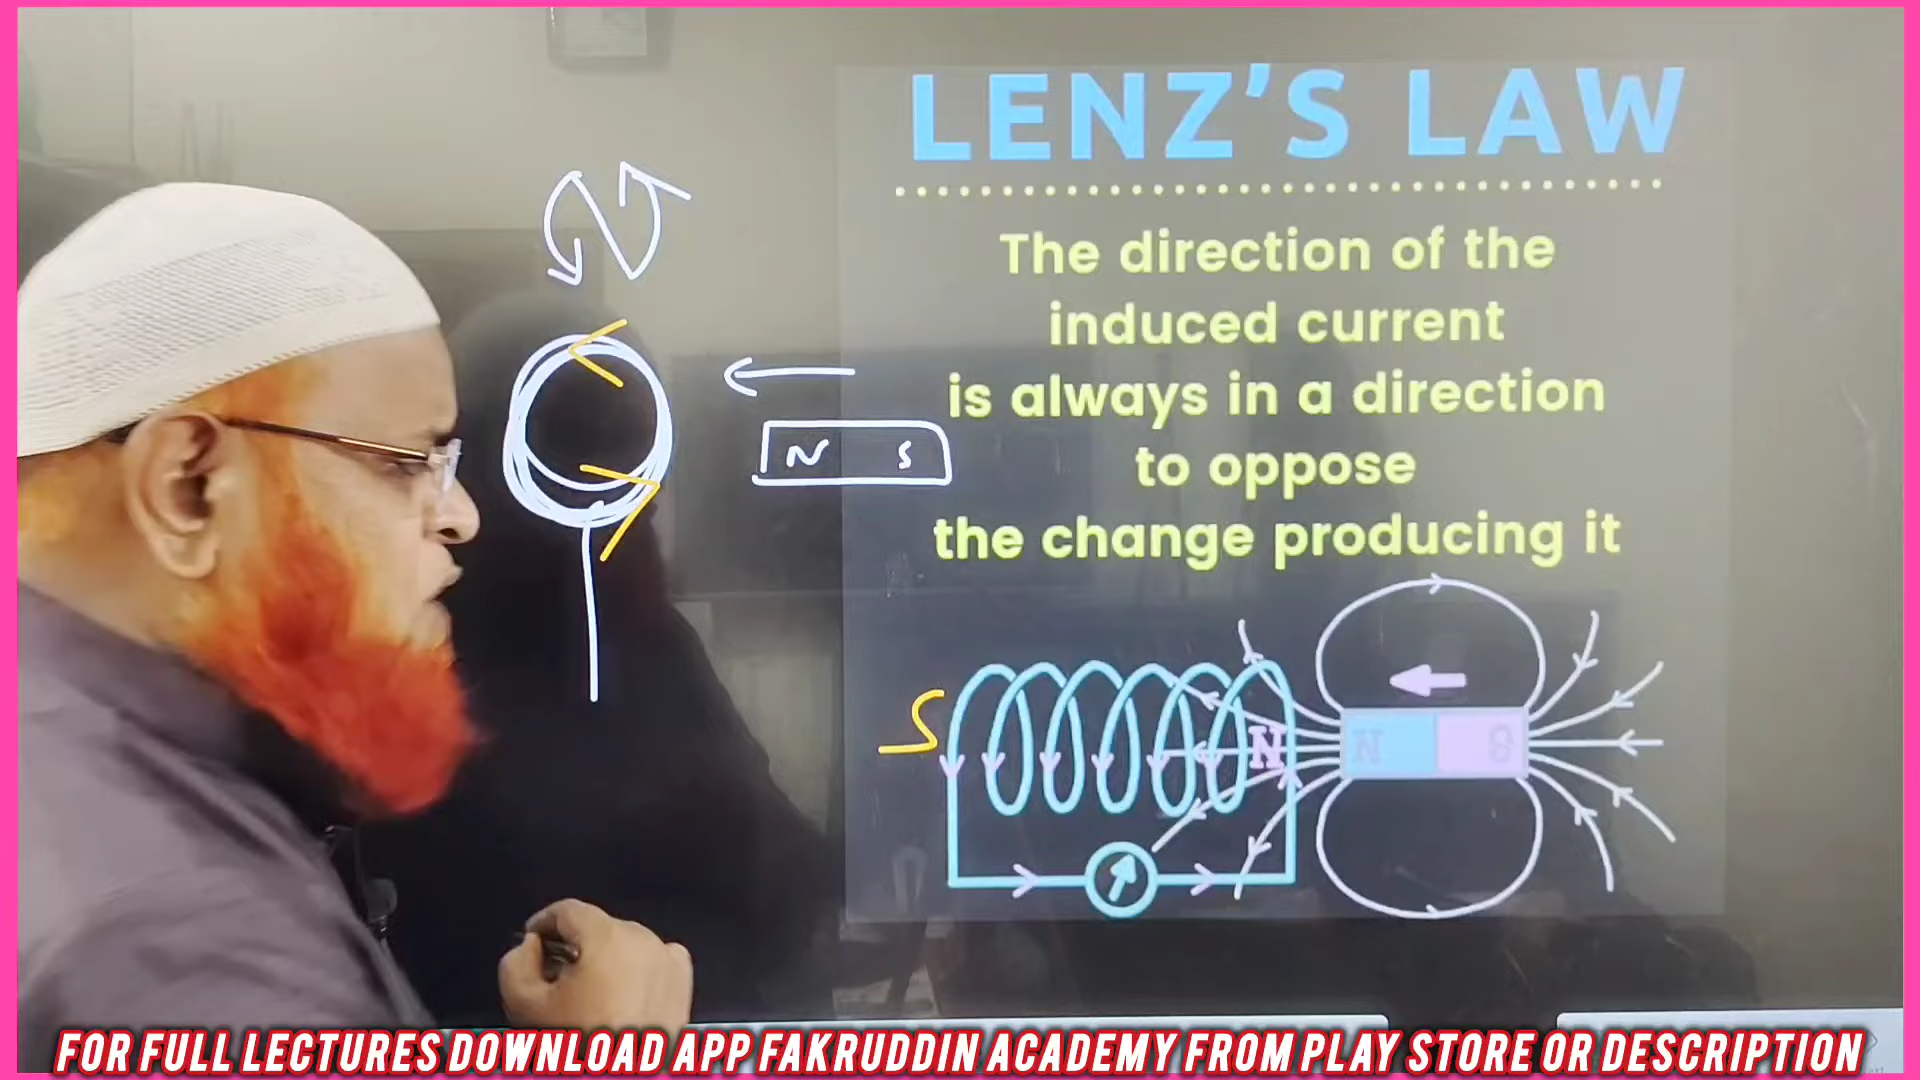 LENZ'S LAW
The direction of the
induced current
is always in a direction
to oppose
the change producing it
N
N S
S
N
N S
FOR FULL LECTURES DOWNLOAD APP FAKRUDDIN ACADEMY FROM PLAY STORE OR DESCRIPTION